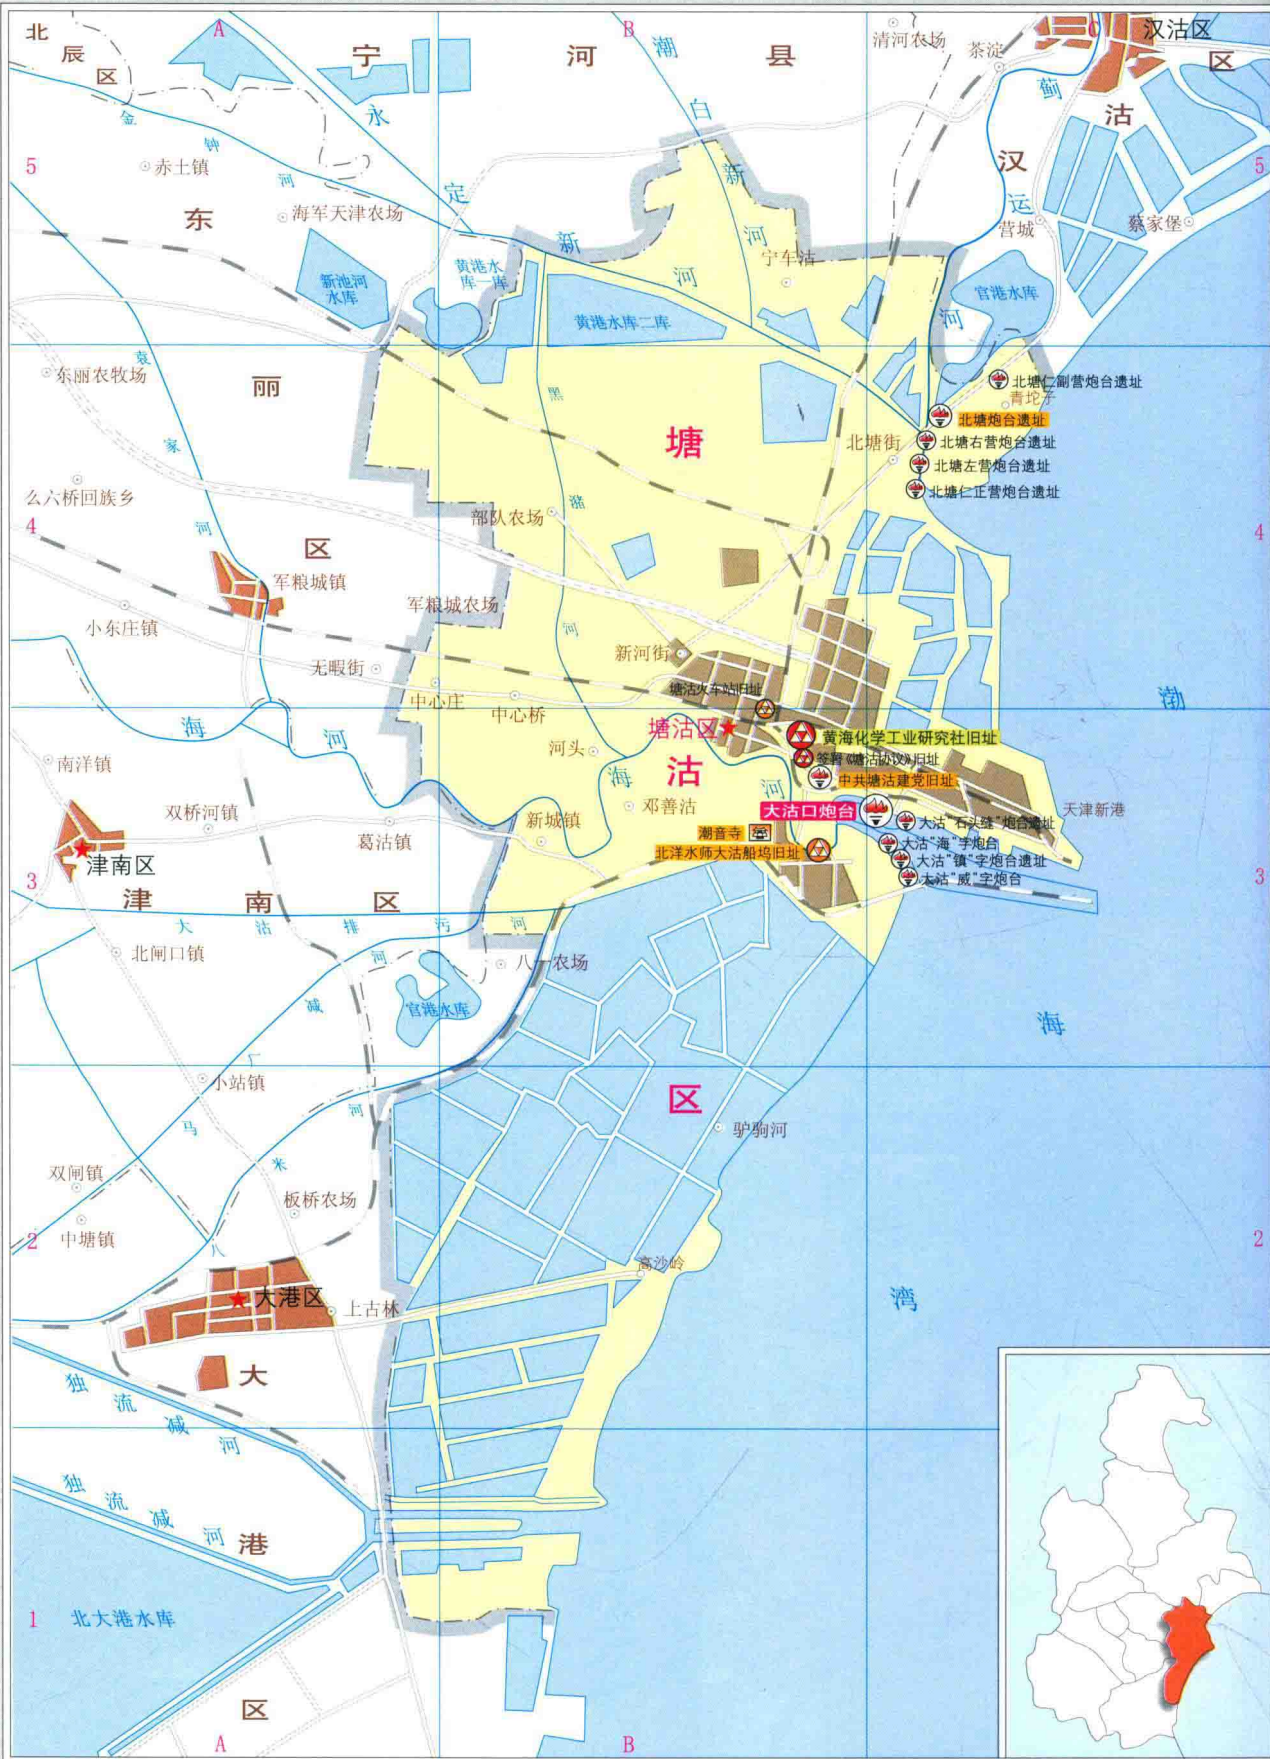 A
B
C
北辰区
宁河县
清河农场
茶淀
汉沽区
汉沽区
潮白新河
蓟运河
永定新河
金钟河
5
赤土镇
海军天津农场
东丽区
营城
蔡家堡
5
宁车沽
新地河水库
黄港水库一库
黄港水库二库
官港水库
袁家河
东丽农牧场
黑潴河
北塘仁副营炮台遗址
青坨子
北塘炮台遗址
北塘街
北塘右营炮台遗址
北塘左营炮台遗址
北塘仁正营炮台遗址
塘沽区
么六桥回族乡
4
部队农场
4
军粮城镇
军粮城农场
小东庄镇
新河街
无暇街
中心庄
中心桥
塘沽火车站旧址
渤海湾
海河
海河
塘沽区
黄海化学工业研究社旧址
南洋镇
河头
签署《塘沽协议》旧址
中共塘沽建党旧址
双桥河镇
新城镇
邓善沽
大沽口炮台
天津新港
大沽“石头缝”炮台遗址
葛沽镇
潮音寺
大沽“海”字炮台
北洋水师大沽船坞旧址
大沽“镇”字炮台遗址
津南区
大沽“威”字炮台
3
3
津南区
大沽排污河
北闸口镇
八一农场
官港水库
马厂减河
小站镇
八米河
驴驹河
双闸镇
板桥农场
2
中塘镇
2
高沙岭
大港区
上古林
大港区
独流减河
独流减河
1
北大港水库
A
B